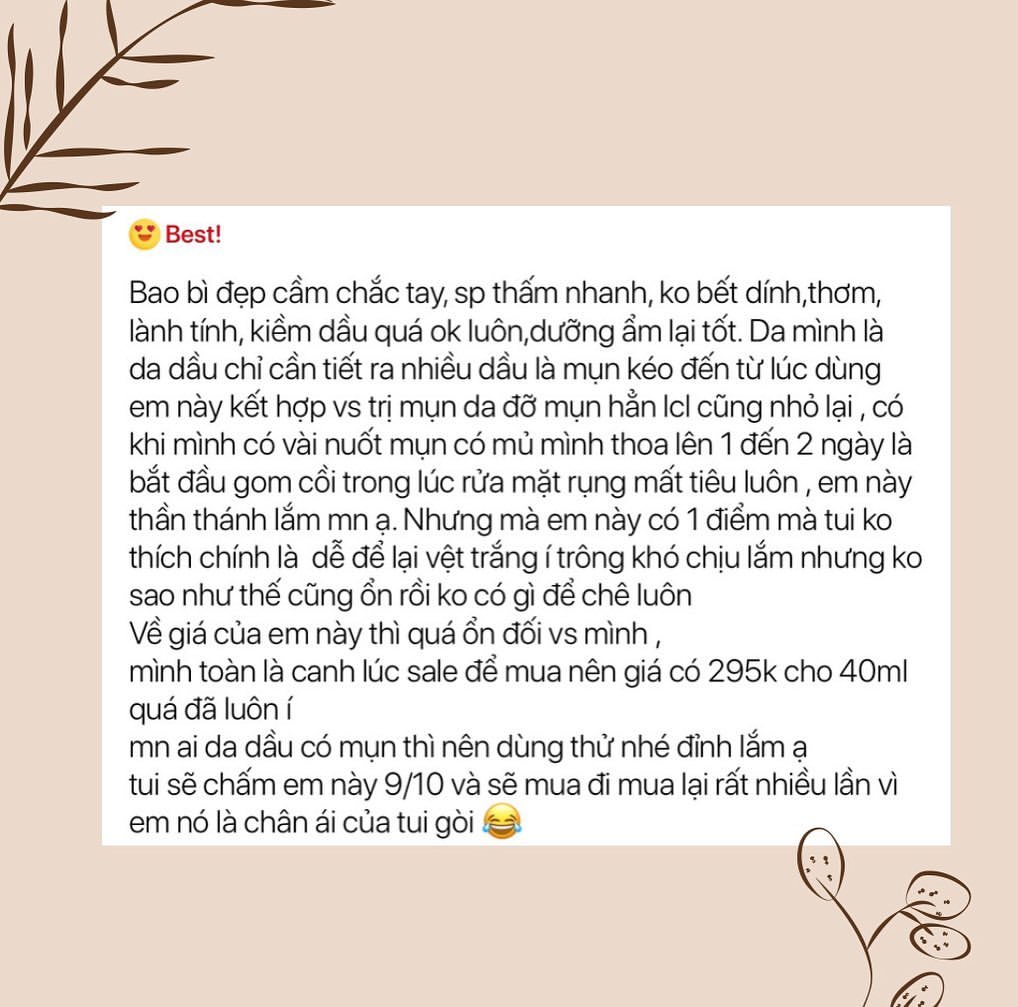 😍 Best!
Bao bì đẹp cầm chắc tay, sp thấm nhanh, ko bết dính,thơm,
lành tính, kiềm dầu quá ok luôn,dưỡng ẩm lại tốt. Da mình là
da dầu chỉ cần tiết ra nhiều dầu là mụn kéo đến từ lúc dùng
em này kết hợp vs trị mụn da đỡ mụn hẳn lcl cũng nhỏ lại , có
khi mình có vài nuốt mụn có mủ mình thoa lên 1 đến 2 ngày là
bắt đầu gom cồi trong lúc rửa mặt rụng mất tiêu luôn , em này
thần thánh lắm mn ạ. Nhưng mà em này có 1 điểm mà tui ko
thích chính là  dễ để lại vệt trắng í trông khó chịu lắm nhưng ko
sao như thế cũng ổn rồi ko có gì để chê luôn
Về giá của em này thì quá ổn đối vs mình ,
mình toàn là canh lúc sale để mua nên giá có 295k cho 40ml
quá đã luôn í
mn ai da dầu có mụn thì nên dùng thử nhé đỉnh lắm ạ
tui sẽ chấm em này 9/10 và sẽ mua đi mua lại rất nhiều lần vì
em nó là chân ái của tui gòi 😂